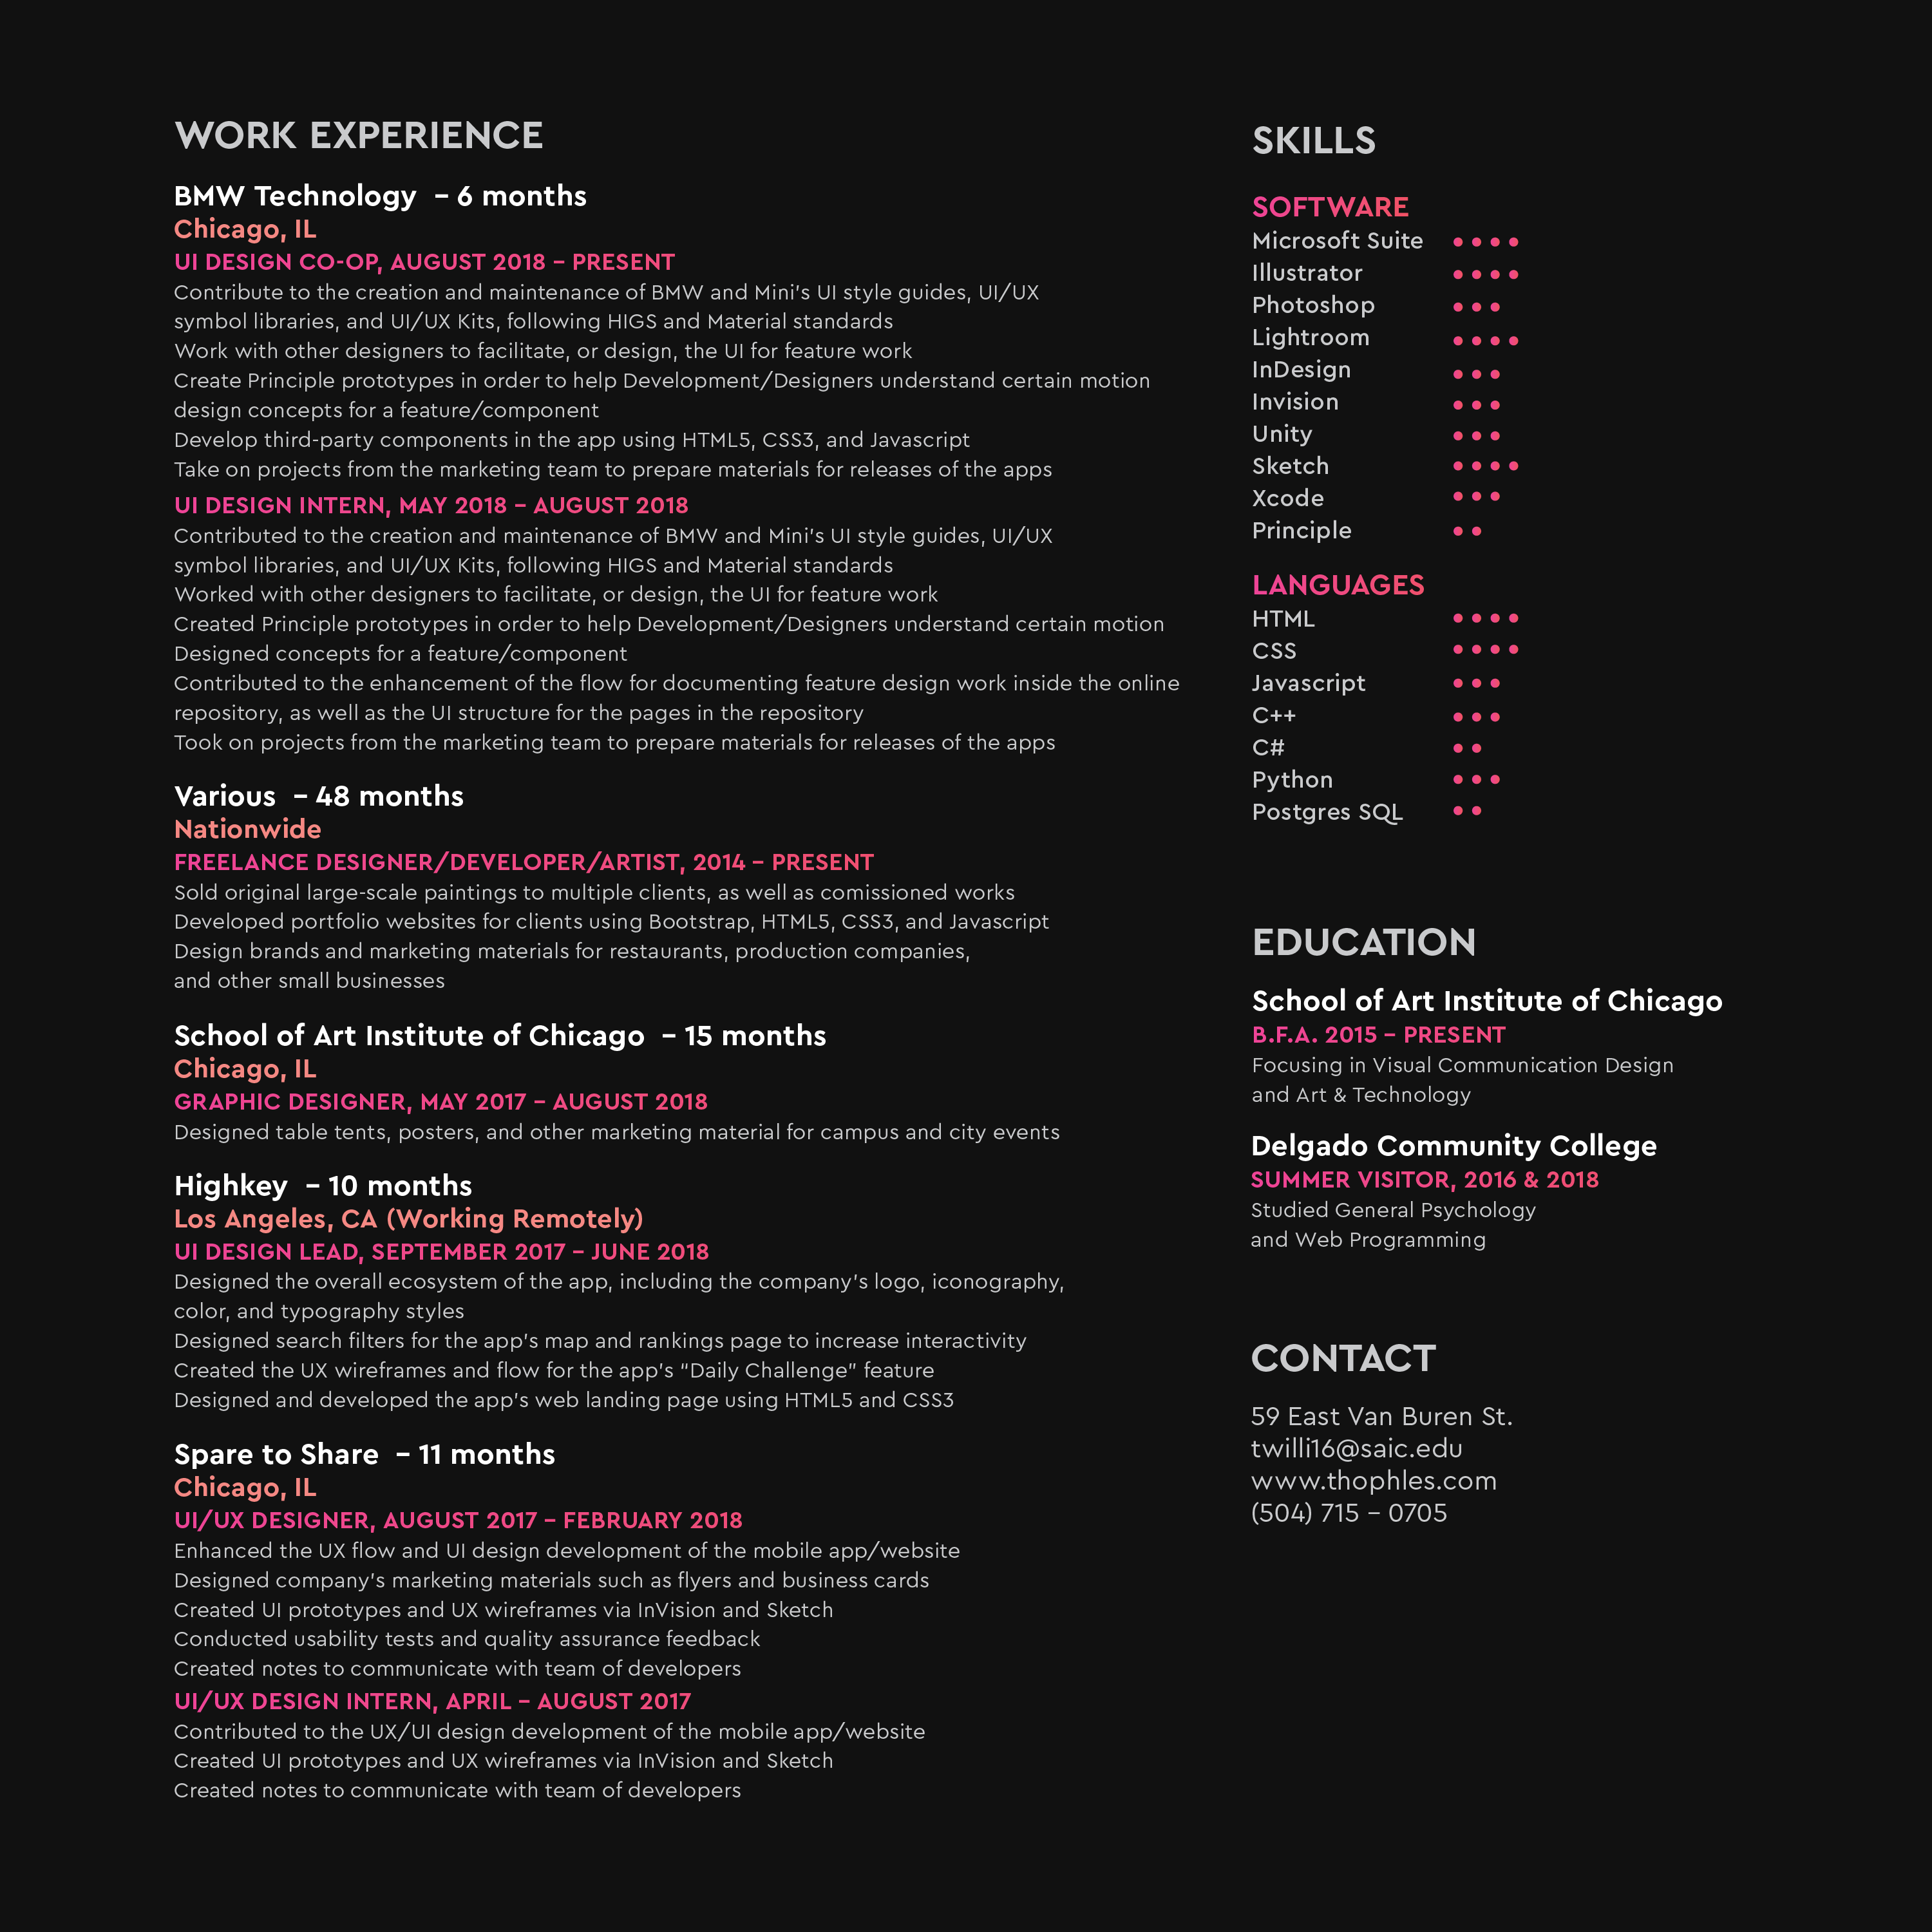 WORK EXPERIENCE
BMW Technology – 6 months
Chicago, IL
UI DESIGN CO-OP, AUGUST 2018 – PRESENT
Contribute to the creation and maintenance of BMW and Mini's UI style guides, UI/UX
symbol libraries, and UI/UX Kits, following HIGS and Material standards
Work with other designers to facilitate, or design, the UI for feature work
Create Principle prototypes in order to help Development/Designers understand certain motion
design concepts for a feature/component
Develop third-party components in the app using HTML5, CSS3, and Javascript
Take on projects from the marketing team to prepare materials for releases of the apps
UI DESIGN INTERN, MAY 2018 – AUGUST 2018
Contributed to the creation and maintenance of BMW and Mini's UI style guides, UI/UX
symbol libraries, and UI/UX Kits, following HIGS and Material standards
Worked with other designers to facilitate, or design, the UI for feature work
Created Principle prototypes in order to help Development/Designers understand certain motion
Designed concepts for a feature/component
Contributed to the enhancement of the flow for documenting feature design work inside the online
repository, as well as the UI structure for the pages in the repository
Took on projects from the marketing team to prepare materials for releases of the apps
Various – 48 months
Nationwide
FREELANCE DESIGNER/DEVELOPER/ARTIST, 2014 – PRESENT
Sold original large-scale paintings to multiple clients, as well as comissioned works
Developed portfolio websites for clients using Bootstrap, HTML5, CSS3, and Javascript
Design brands and marketing materials for restaurants, production companies,
and other small businesses
School of Art Institute of Chicago – 15 months
Chicago, IL
GRAPHIC DESIGNER, MAY 2017 – AUGUST 2018
Designed table tents, posters, and other marketing material for campus and city events
Highkey – 10 months
Los Angeles, CA (Working Remotely)
UI DESIGN LEAD, SEPTEMBER 2017 – JUNE 2018
Designed the overall ecosystem of the app, including the company's logo, iconography,
color, and typography styles
Designed search filters for the app's map and rankings page to increase interactivity
Created the UX wireframes and flow for the app's “Daily Challenge” feature
Designed and developed the app's web landing page using HTML5 and CSS3
Spare to Share – 11 months
Chicago, IL
UI/UX DESIGNER, AUGUST 2017 – FEBRUARY 2018
Enhanced the UX flow and UI design development of the mobile app/website
Designed company's marketing materials such as flyers and business cards
Created UI prototypes and UX wireframes via InVision and Sketch
Conducted usability tests and quality assurance feedback
Created notes to communicate with team of developers
UI/UX DESIGN INTERN, APRIL – AUGUST 2017
Contributed to the UX/UI design development of the mobile app/website
Created UI prototypes and UX wireframes via InVision and Sketch
Created notes to communicate with team of developers
SKILLS
SOFTWARE
Microsoft Suite
Illustrator
Photoshop
Lightroom
InDesign
Invision
Unity
Sketch
Xcode
Principle
LANGUAGES
HTML
CSS
Javascript
C++
C#
Python
Postgres SQL
EDUCATION
School of Art Institute of Chicago
B.F.A. 2015 – PRESENT
Focusing in Visual Communication Design
and Art & Technology
Delgado Community College
SUMMER VISITOR, 2016 & 2018
Studied General Psychology
and Web Programming
CONTACT
59 East Van Buren St.
twilli16@saic.edu
www.thophles.com
(504) 715 – 0705